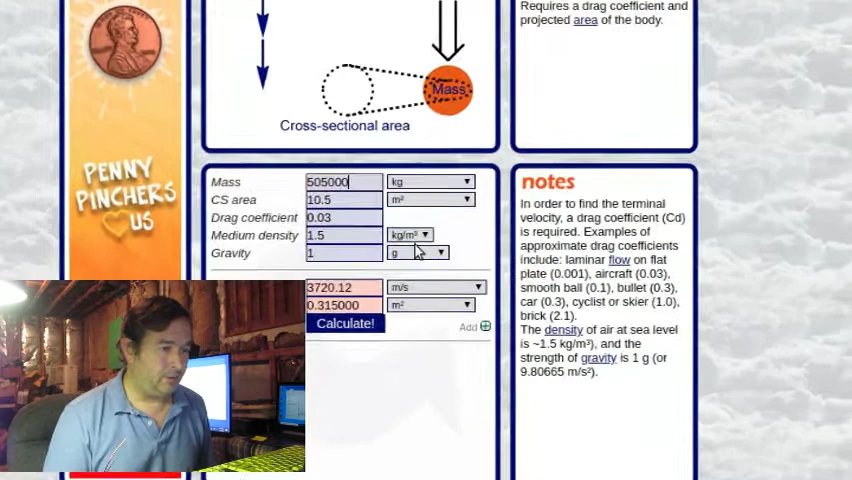 Requires a drag coefficient and
projected area of the body.
Mass
Cross-sectional area
PENNY
PINCHERS
US
Mass 505000 kg
CS area 10.5 m²
Drag coefficient 0.03
Medium density 1.5 kg/m³
Gravity 1 g
3720.12 m/s
0.315000 m²
Calculate!
Add
notes
In order to find the terminal
velocity, a drag coefficient (Cd)
is required. Examples of
approximate drag coefficients
include: laminar flow on flat
plate (0.001), aircraft (0.03),
smooth ball (0.1), bullet (0.3),
car (0.3), cyclist or skier (1.0),
brick (2.1).
The density of air at sea level
is ~1.5 kg/m³), and the
strength of gravity is 1 g (or
9.80665 m/s²).